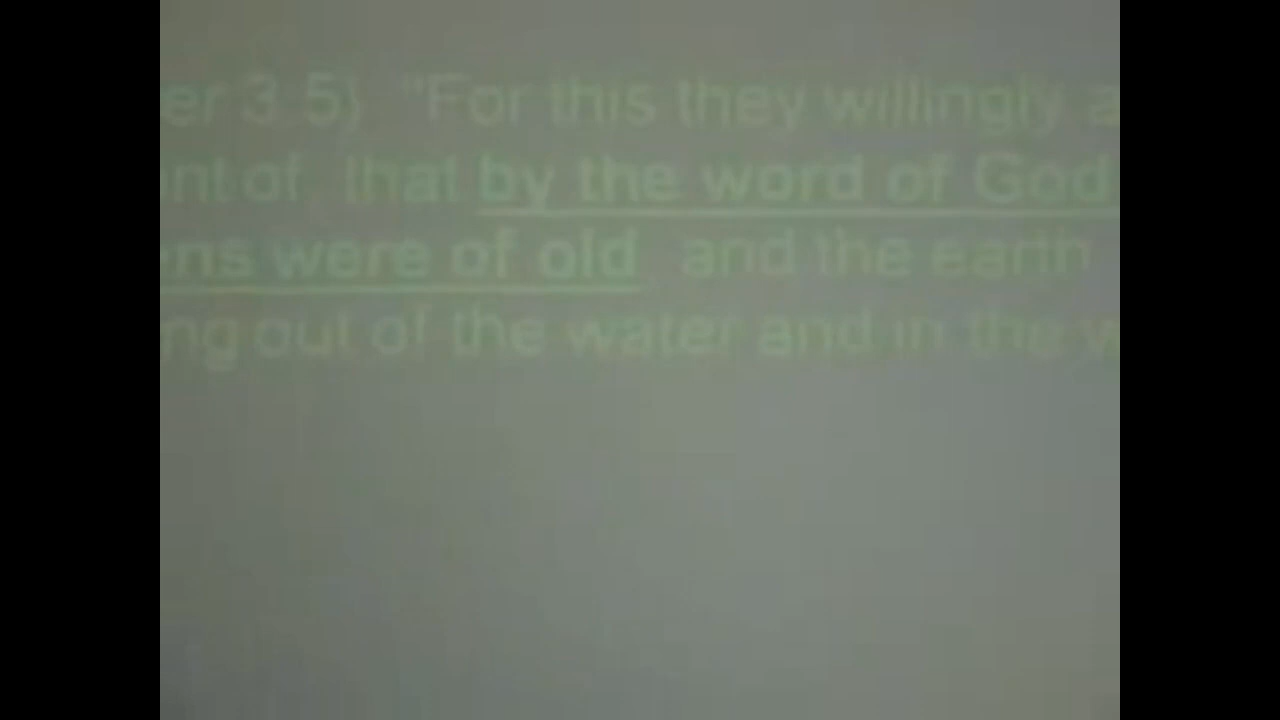 er 3:5) "For this they willingly a
nt of that by the word of God
ns were of old and the earth
ng out of the water and in the w